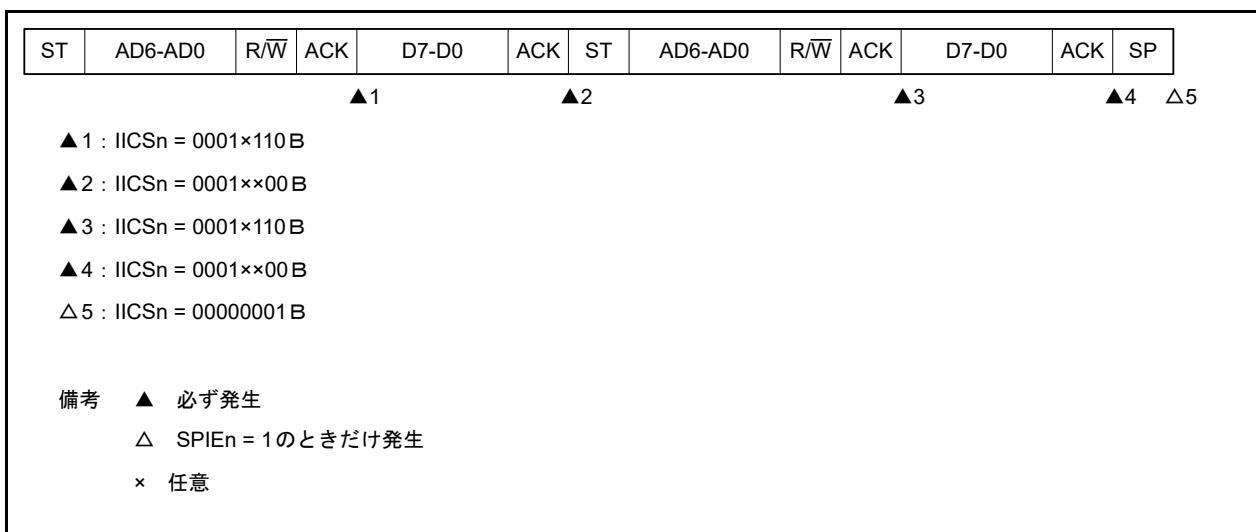 ST AD6-AD0 R/W̅ ACK D7-D0 ACK ST AD6-AD0 R/W̅ ACK D7-D0 ACK SP
▲1 ▲2 ▲3 ▲4 △5
▲1：IICSn = 0001×110Ｂ
▲2：IICSn = 0001××00Ｂ
▲3：IICSn = 0001×110Ｂ
▲4：IICSn = 0001××00Ｂ
△5：IICSn = 00000001Ｂ
備考 ▲ 必ず発生
△ SPIEn = 1のときだけ発生
× 任意